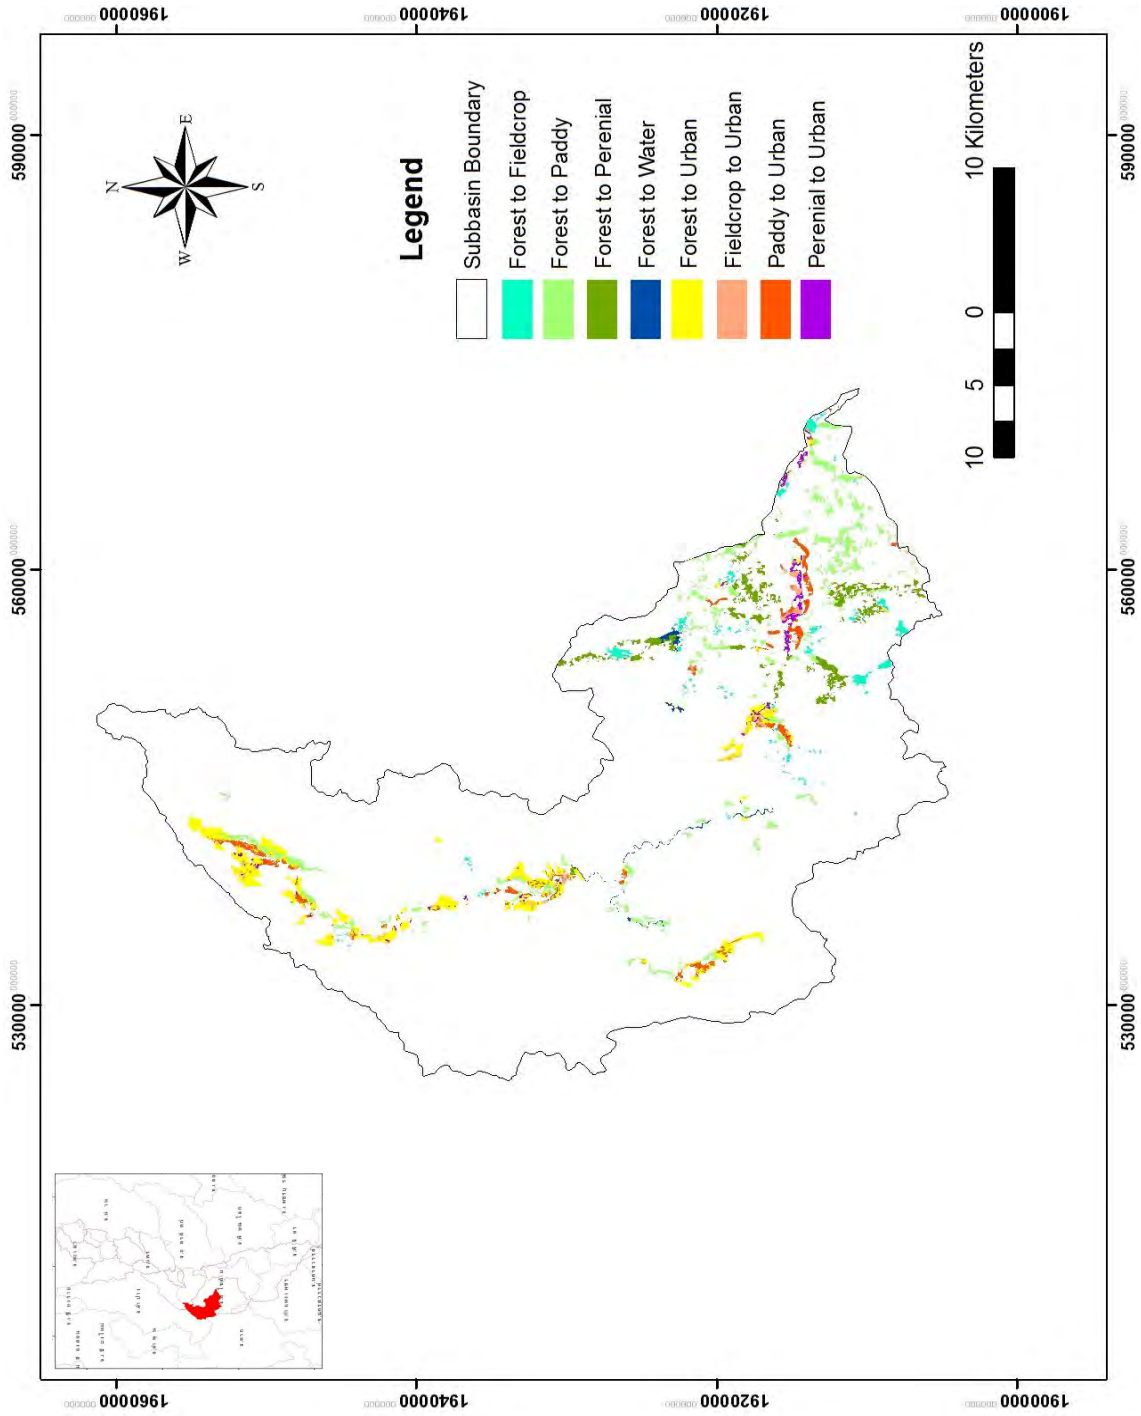 1960000
1940000
1920000
1900000
590000
590000
560000
560000
530000
530000
N
E
S
W
Legend
Subbasin Boundary
Forest to Fieldcrop
Forest to Paddy
Forest to Perenial
Forest to Water
Forest to Urban
Fieldcrop to Urban
Paddy to Urban
Perenial to Urban
10 5 0 10 Kilometers
1960000
1940000
1920000
1900000